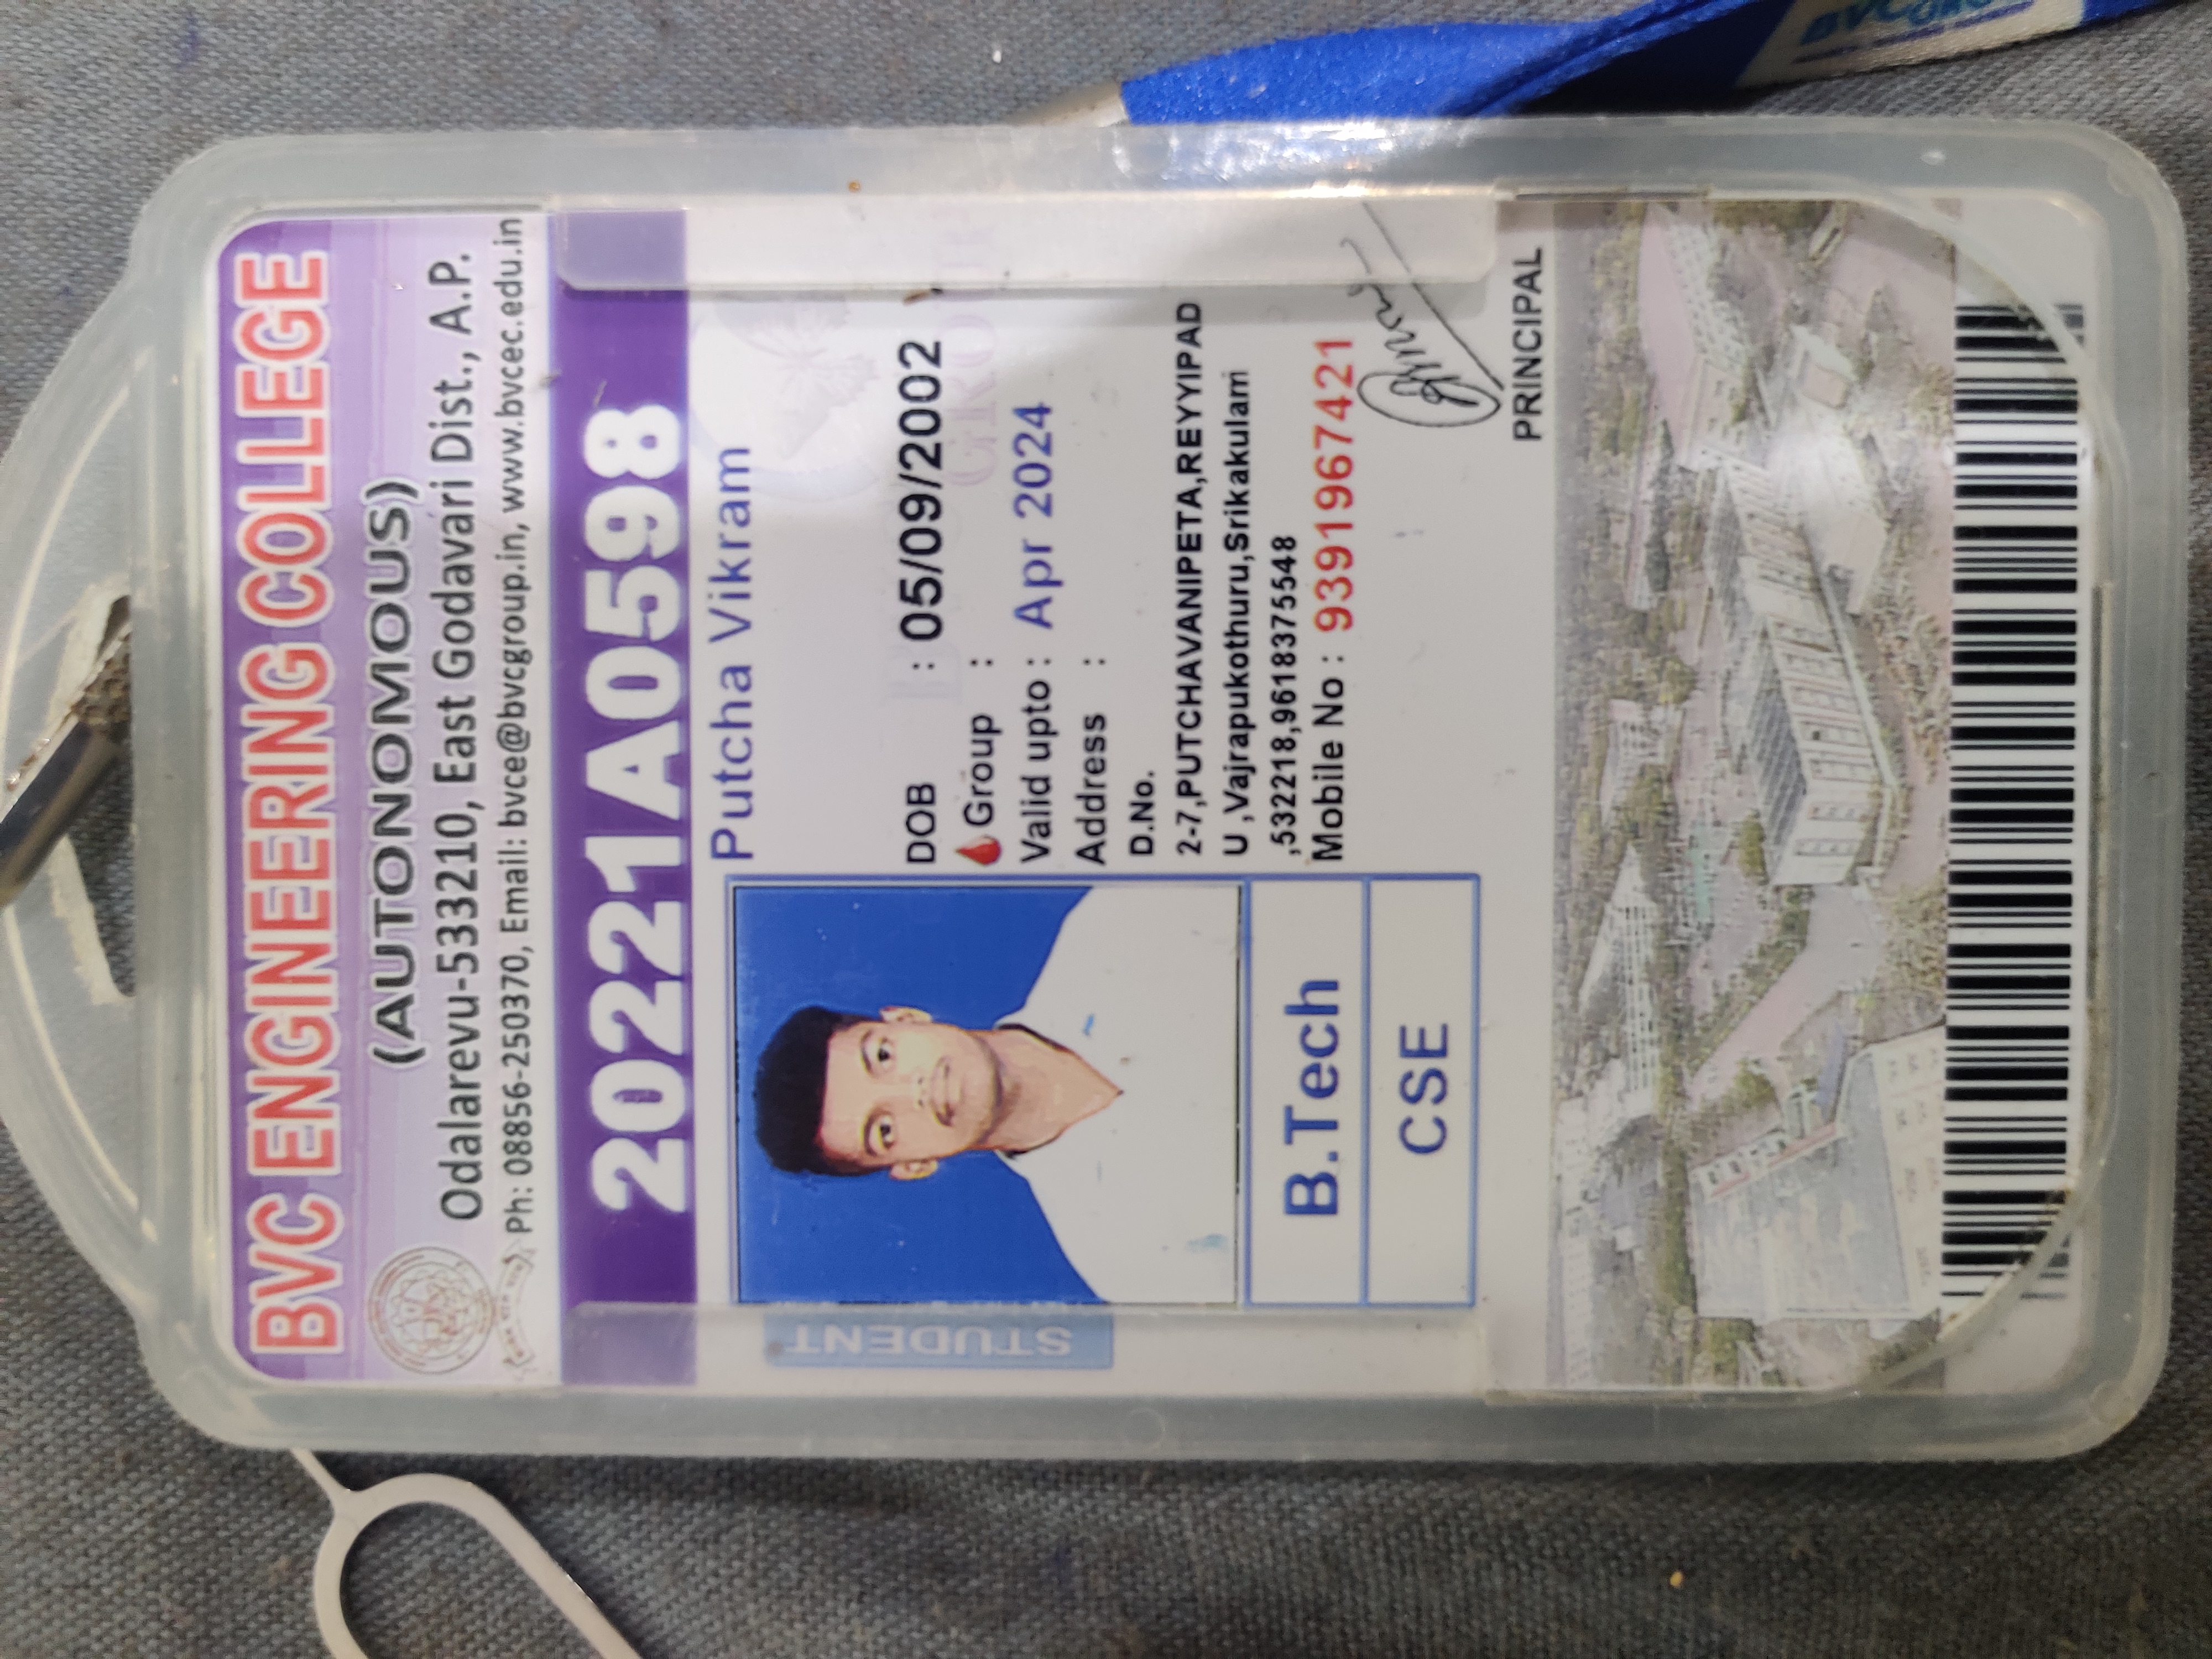 BVC ENGINEERING COLLEGE
(AUTONOMOUS)
Odalarevu-533210, East Godavari Dist., A.P.
Ph: 08856-250370, Email: bvce@bvcgroup.in, www.bvcec.edu.in
20221A0598
STUDENT
Putcha Vikram
DOB : 05/09/2002
Group :
Valid upto : Apr 2024
Address :
D.No.
2-7,PUTCHAVANIPETA,REYYIPAD
U ,Vajrapukothuru,Srikakulam
,532218,9618375548
Mobile No : 9391967421
B.Tech
CSE
PRINCIPAL
GROUP